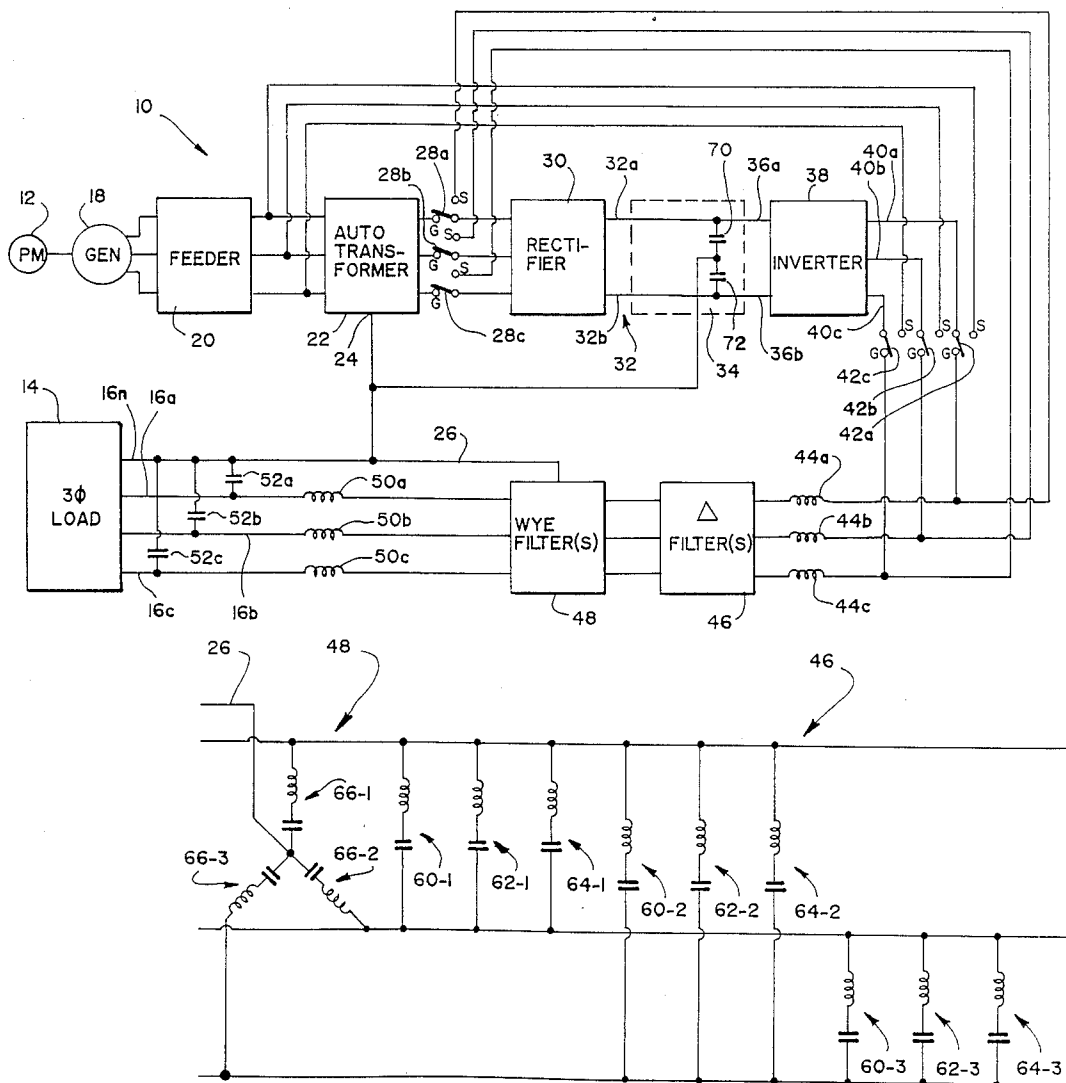 10
12
PM
18
GEN
FEEDER
20
AUTO
TRANS-
FORMER
22
24
28a
28b
28c
S
S
S
G
G
G
30
RECTI-
FIER
32a
32b
32
34
70
72
36a
36b
38
INVERTER
40a
40b
40c
S
S
S
G
G
G
42c
42b
42a
14
3Φ
LOAD
16n
16a
16b
16c
52a
52b
52c
50a
50b
50c
26
WYE
FILTER(S)
48
Δ
FILTER(S)
46
44a
44b
44c
26
48
46
66-1
66-2
66-3
60-1
62-1
64-1
60-2
62-2
64-2
60-3
62-3
64-3